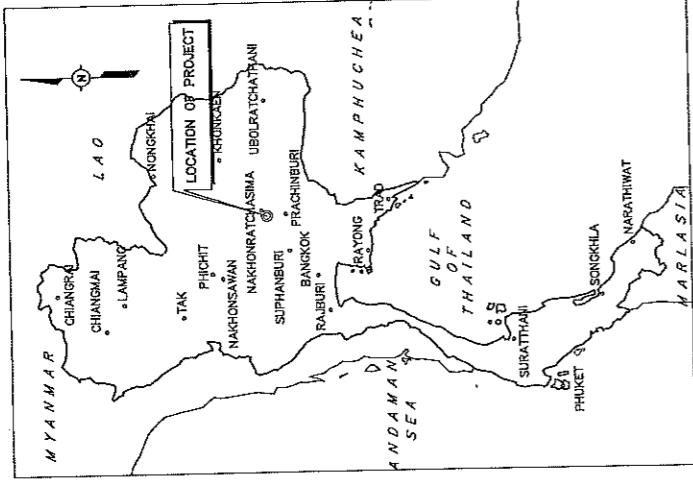 N
LAO
MYANMAR
CHIANGRAI
CHIANGMAI
LAMPANG
NONGKHAI
LOCATION OF PROJECT
KHONKAEN
UBOLRATCHATHANI
TAK
PHICHIT
NAKHONSAWAN
NAKHONRATCHASIMA
PRACHINBURI
SUPHANBURI
BANGKOK
RAJBURI
KAMPHUCHEA
RAYONG
TRAD
GULF
OF
THAILAND
ANDAMAN
SEA
SURATTHANI
PHUKET
SONGKHLA
NARATHIWAT
MARLASIA